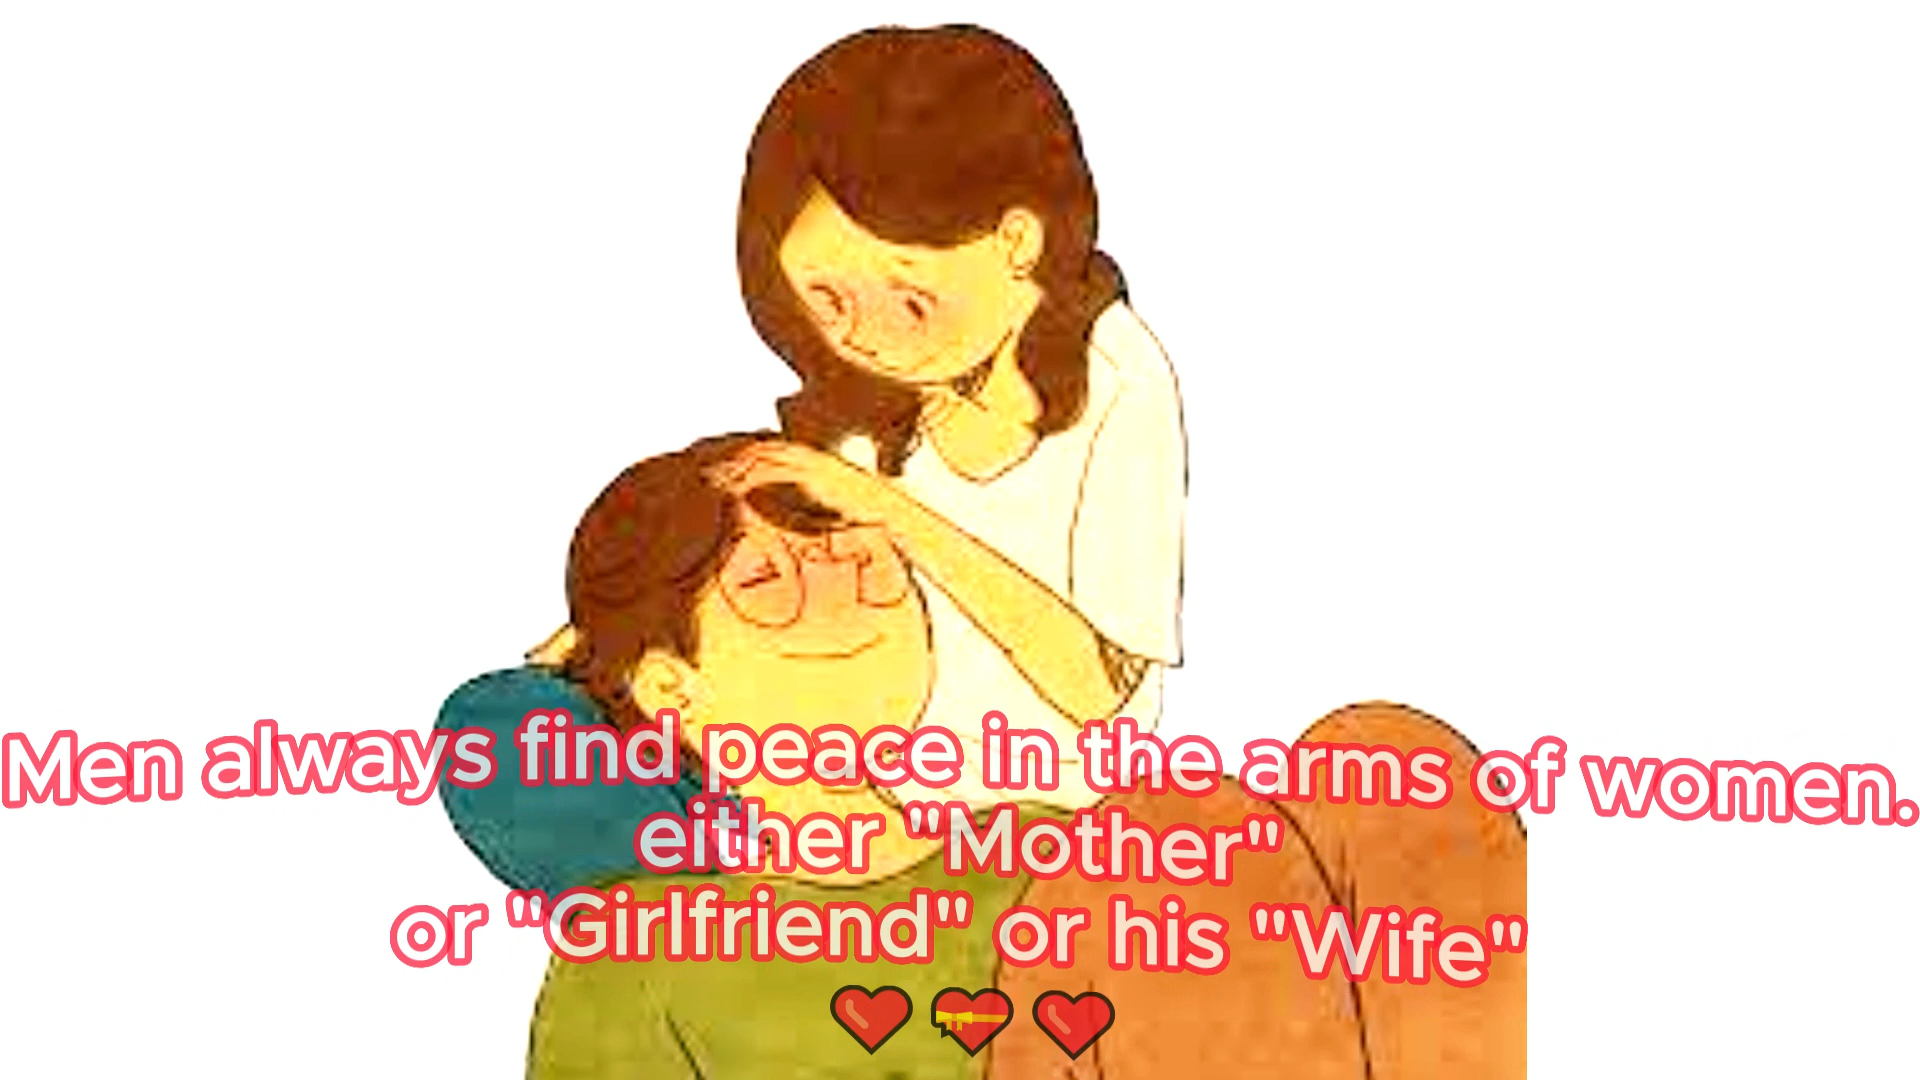 Men always find peace in the arms of women.
either "Mother"
or "Girlfriend" or his "Wife"
❤️ 💝 ❤️